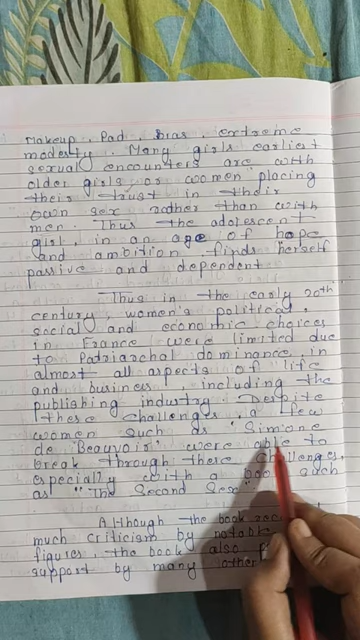 Makeup, Pad, bras, extreme
modesty. Many girls earliest
sexual encounters are with
older girls or women placing
their trust in their
own sex rather than with
men. Thus the adolescent
girl, in an age of hope
and ambition finds herself
passive and dependent
Thus in the early 20th
century, women's political,
social and economic choices
in France were limited due
to Patriarchal dominance in
almost all aspects of life
and business, including the
publishing industry. Despite
these challenges, a few
women such as "Simone
de Beauvoir" were able to
break through these challenges,
especially with a book such
as "The Second Sex"
Although the book
much criticism by
figures, the book also
support by many other